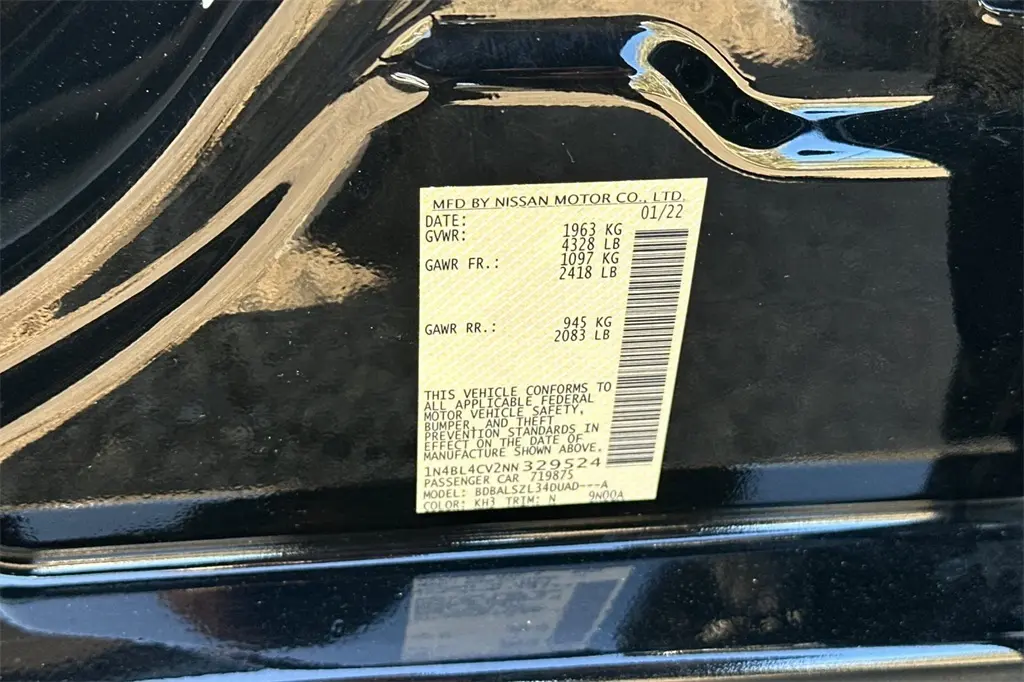 MFD BY NISSAN MOTOR CO., LTD.
DATE: 01/22
GVWR: 1963 KG
4328 LB
GAWR FR.: 1097 KG
2418 LB
GAWR RR.: 945 KG
2083 LB
THIS VEHICLE CONFORMS TO
ALL APPLICABLE FEDERAL
MOTOR VEHICLE SAFETY,
BUMPER, AND THEFT
PREVENTION STANDARDS IN
EFFECT ON THE DATE OF
MANUFACTURE SHOWN ABOVE.
1N4BL4CV2NN329524
PASSENGER CAR 719875
MODEL: BDBALSZL34DUAD---A
COLOR: KH3 TRIM: N 9N00A